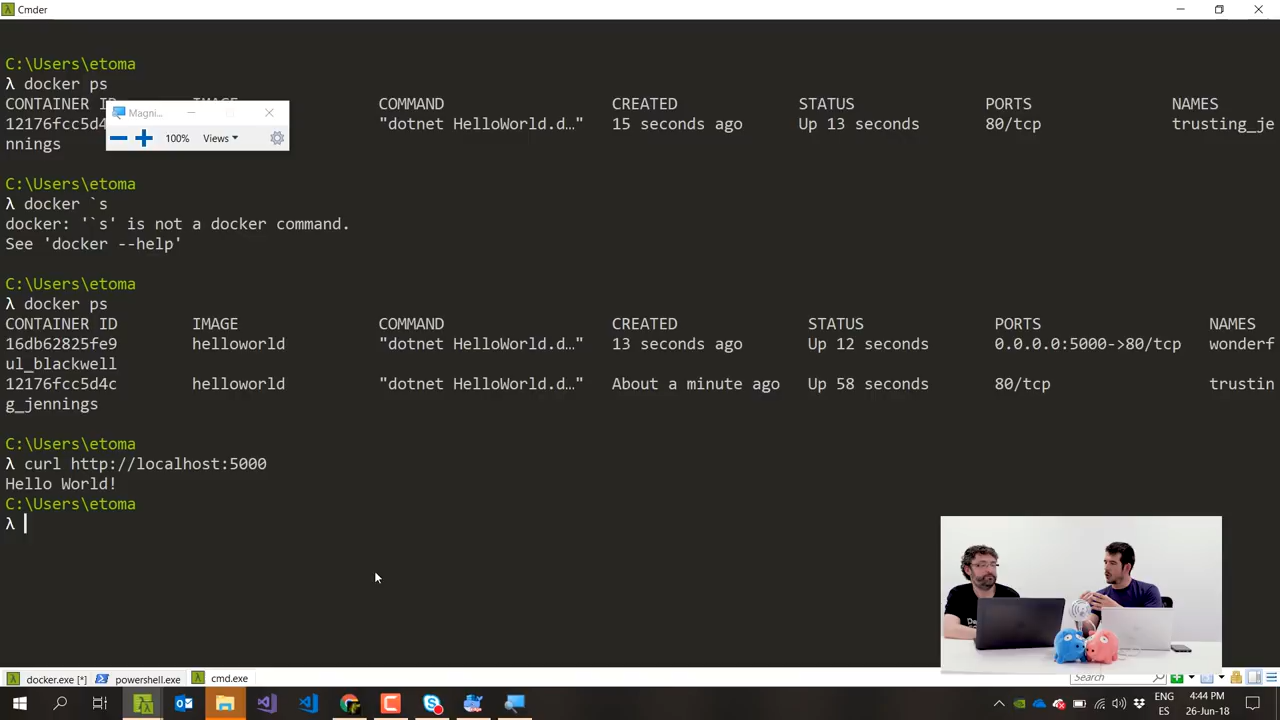 Cmder
C:\Users\etoma
λ docker ps
CONTAINER ID COMMAND CREATED STATUS PORTS NAMES
12176fcc5d4 "dotnet HelloWorld.d…" 15 seconds ago Up 13 seconds 80/tcp trusting_je
nnings
Magni...
100% Views
C:\Users\etoma
λ docker `s
docker: '`s' is not a docker command.
See 'docker --help'
C:\Users\etoma
λ docker ps
CONTAINER ID IMAGE COMMAND CREATED STATUS PORTS NAMES
16db62825fe9 helloworld "dotnet HelloWorld.d…" 13 seconds ago Up 12 seconds 0.0.0.0:5000->80/tcp wonderf
ul_blackwell
12176fcc5d4c helloworld "dotnet HelloWorld.d…" About a minute ago Up 58 seconds 80/tcp trustin
g_jennings
C:\Users\etoma
λ curl http://localhost:5000
Hello World!
C:\Users\etoma
λ
docker.exe [*] powershell.exe cmd.exe
Search
ENG
ES
4:44 PM
26-Jun-18